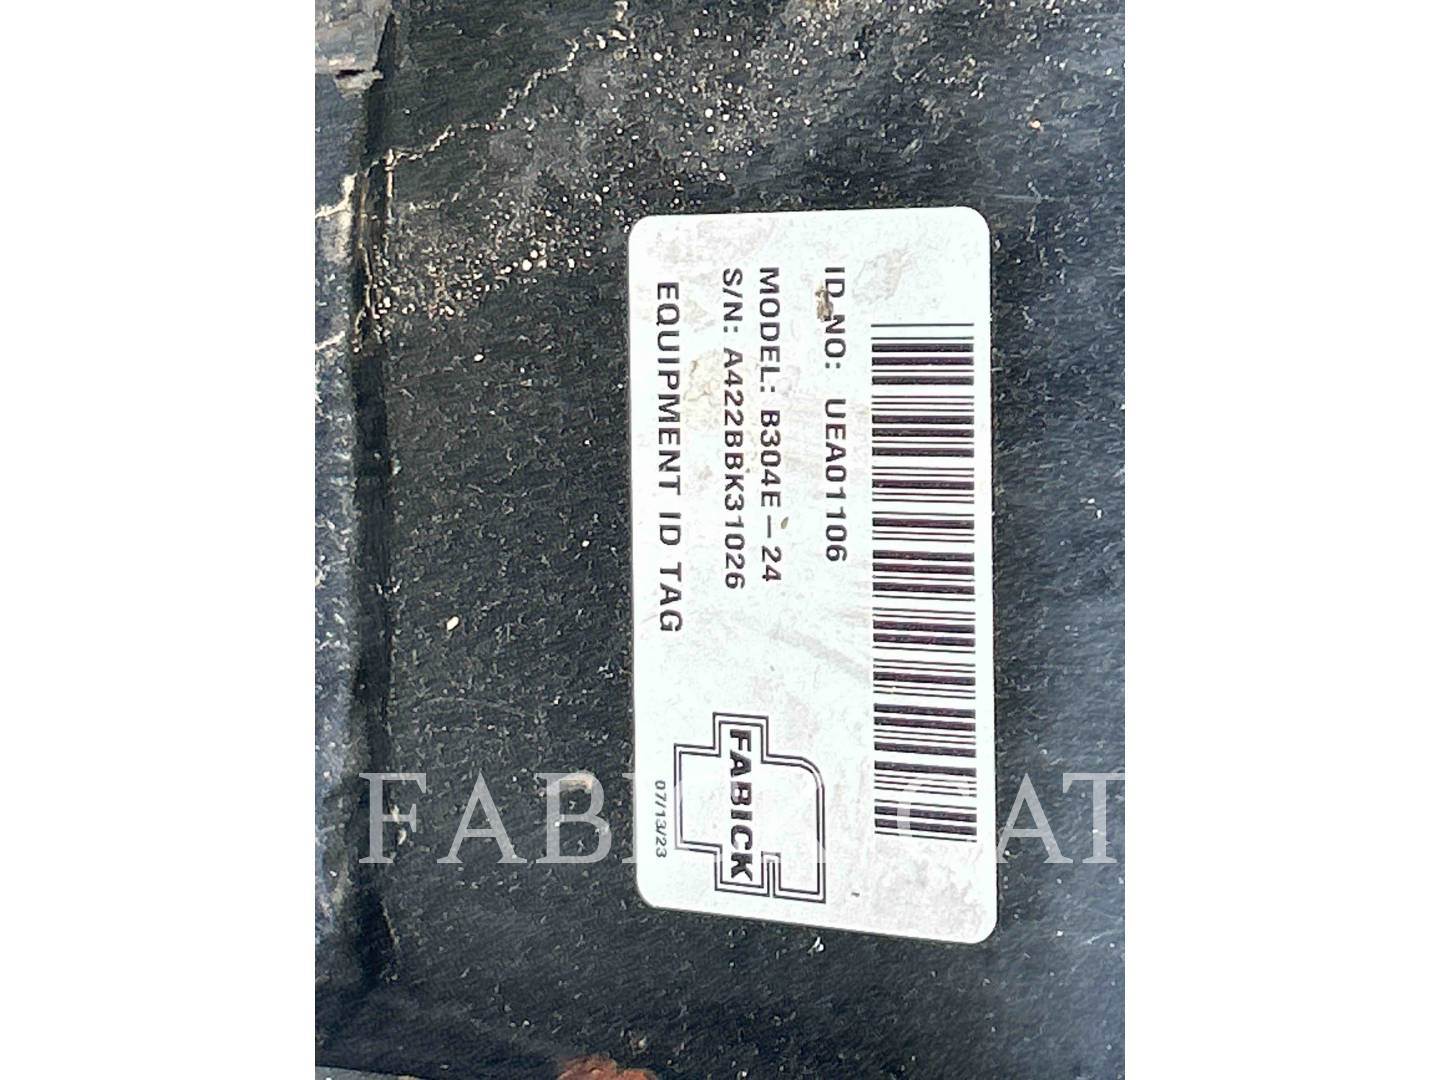 ID NO: UEA01106
MODEL: B304E-24
S/N: A422BBK31026
EQUIPMENT ID TAG
FABICK
07/13/23
FABICK CAT